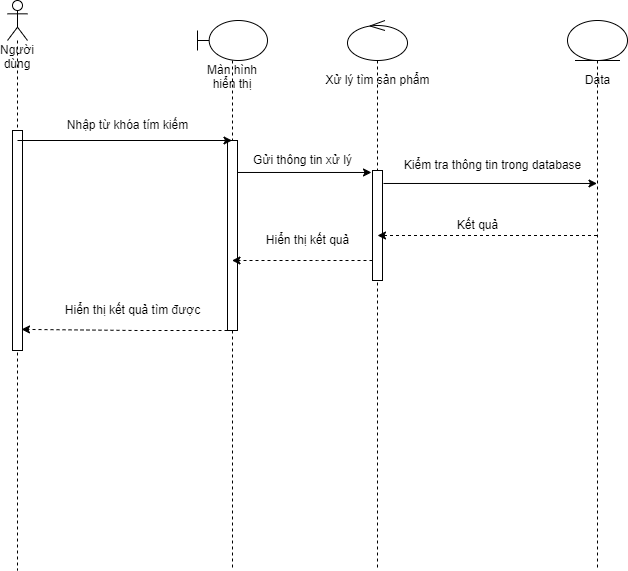 Người
dùng
Màn hình
hiển thị
Xử lý tìm sản phẩm
Data
Nhập từ khóa tím kiếm
Gửi thông tin xử lý
Kiểm tra thông tin trong database
Kết quả
Hiển thị kết quả
Hiển thị kết quả tìm được